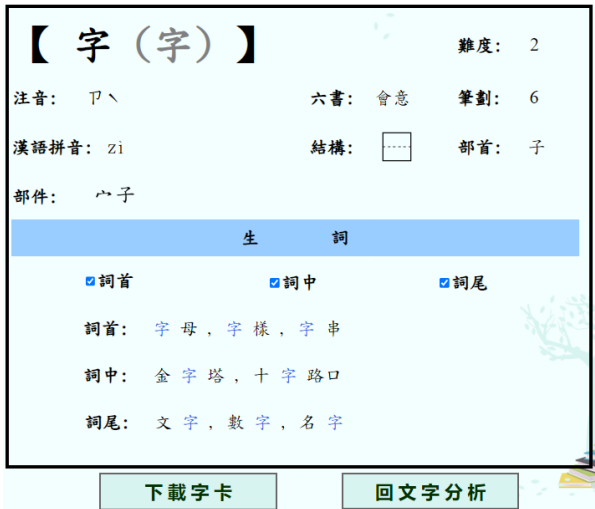 【 字（字）】 難度： 2
注音： ㄗˋ 六書： 會意 筆劃： 6
漢語拼音： zi 結構： 部首： 子
部件： 宀子
生 詞
詞首 詞中 詞尾
詞首： 字 母 ， 字 樣 ， 字 串
詞中： 金 字 塔 ， 十 字 路口
詞尾： 文 字 ， 數 字 ， 名 字
下載字卡 回文字分析